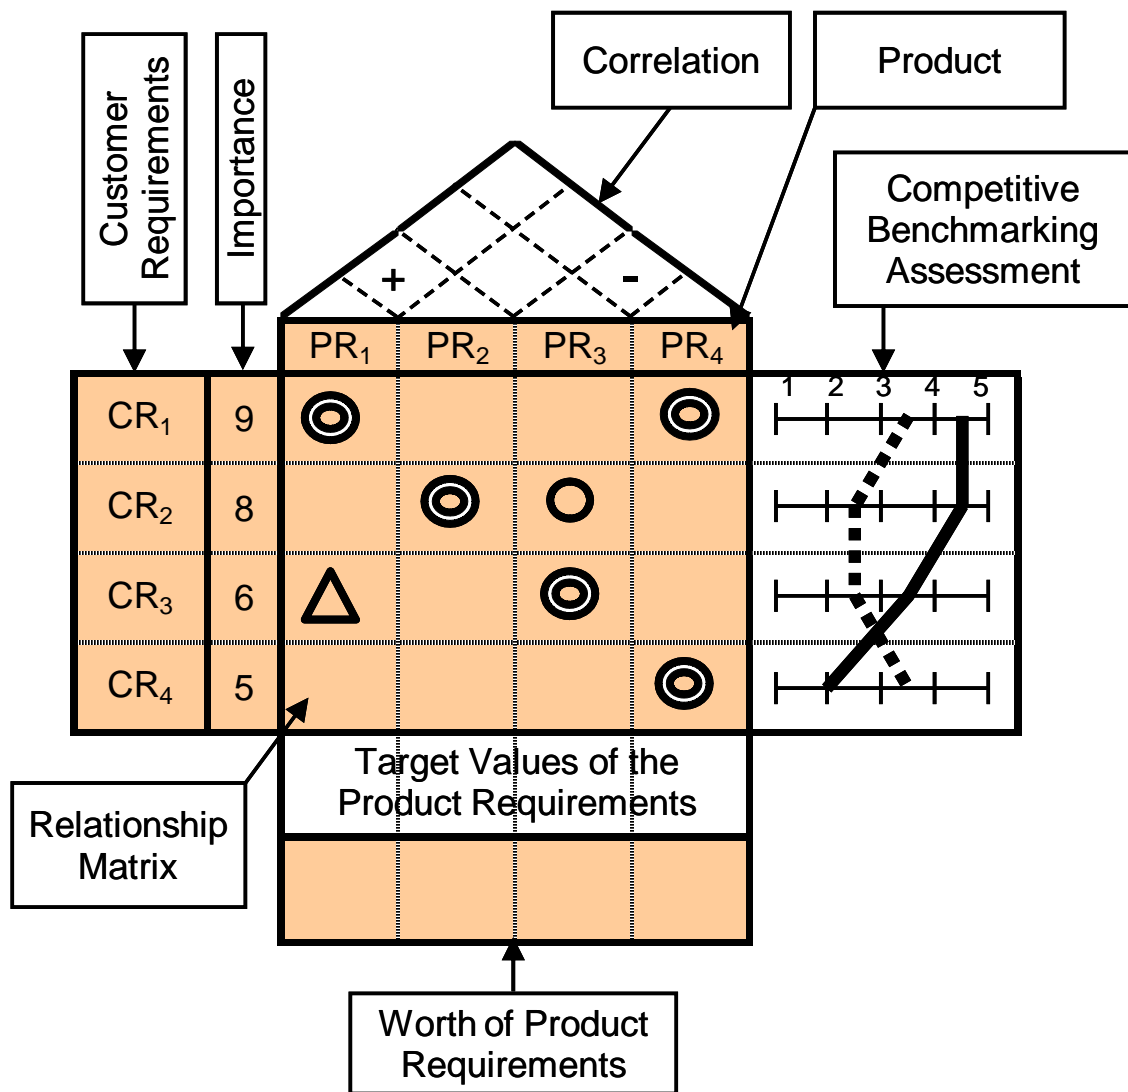 Customer
Requirements
Importance
Correlation
Product
Competitive
Benchmarking
Assessment
+ -
PR₁ PR₂ PR₃ PR₄
1 2 3 4 5
CR₁ 9
CR₂ 8
CR₃ 6
CR₄ 5
Target Values of the
Product Requirements
Relationship
Matrix
Worth of Product
Requirements